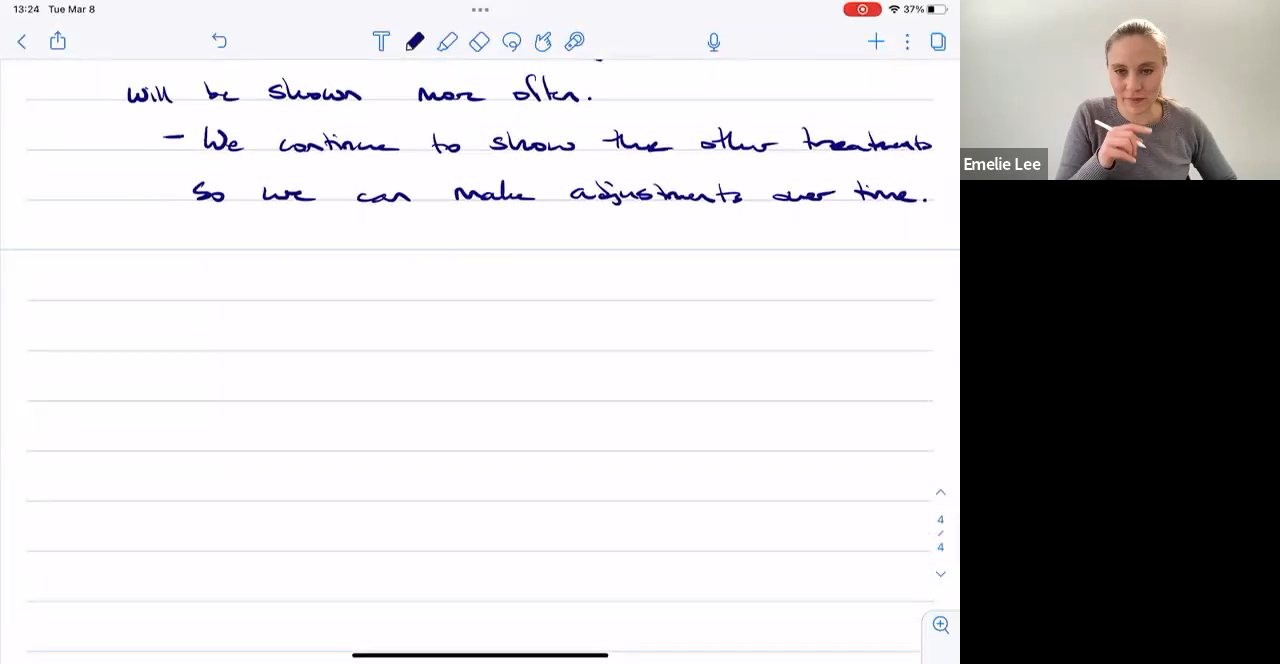 13:24 Tue Mar 8 37%
will be shown more often.
- We continue to show the other treatments
so we can make adjustments over time.
Emelie Lee
4
/
4